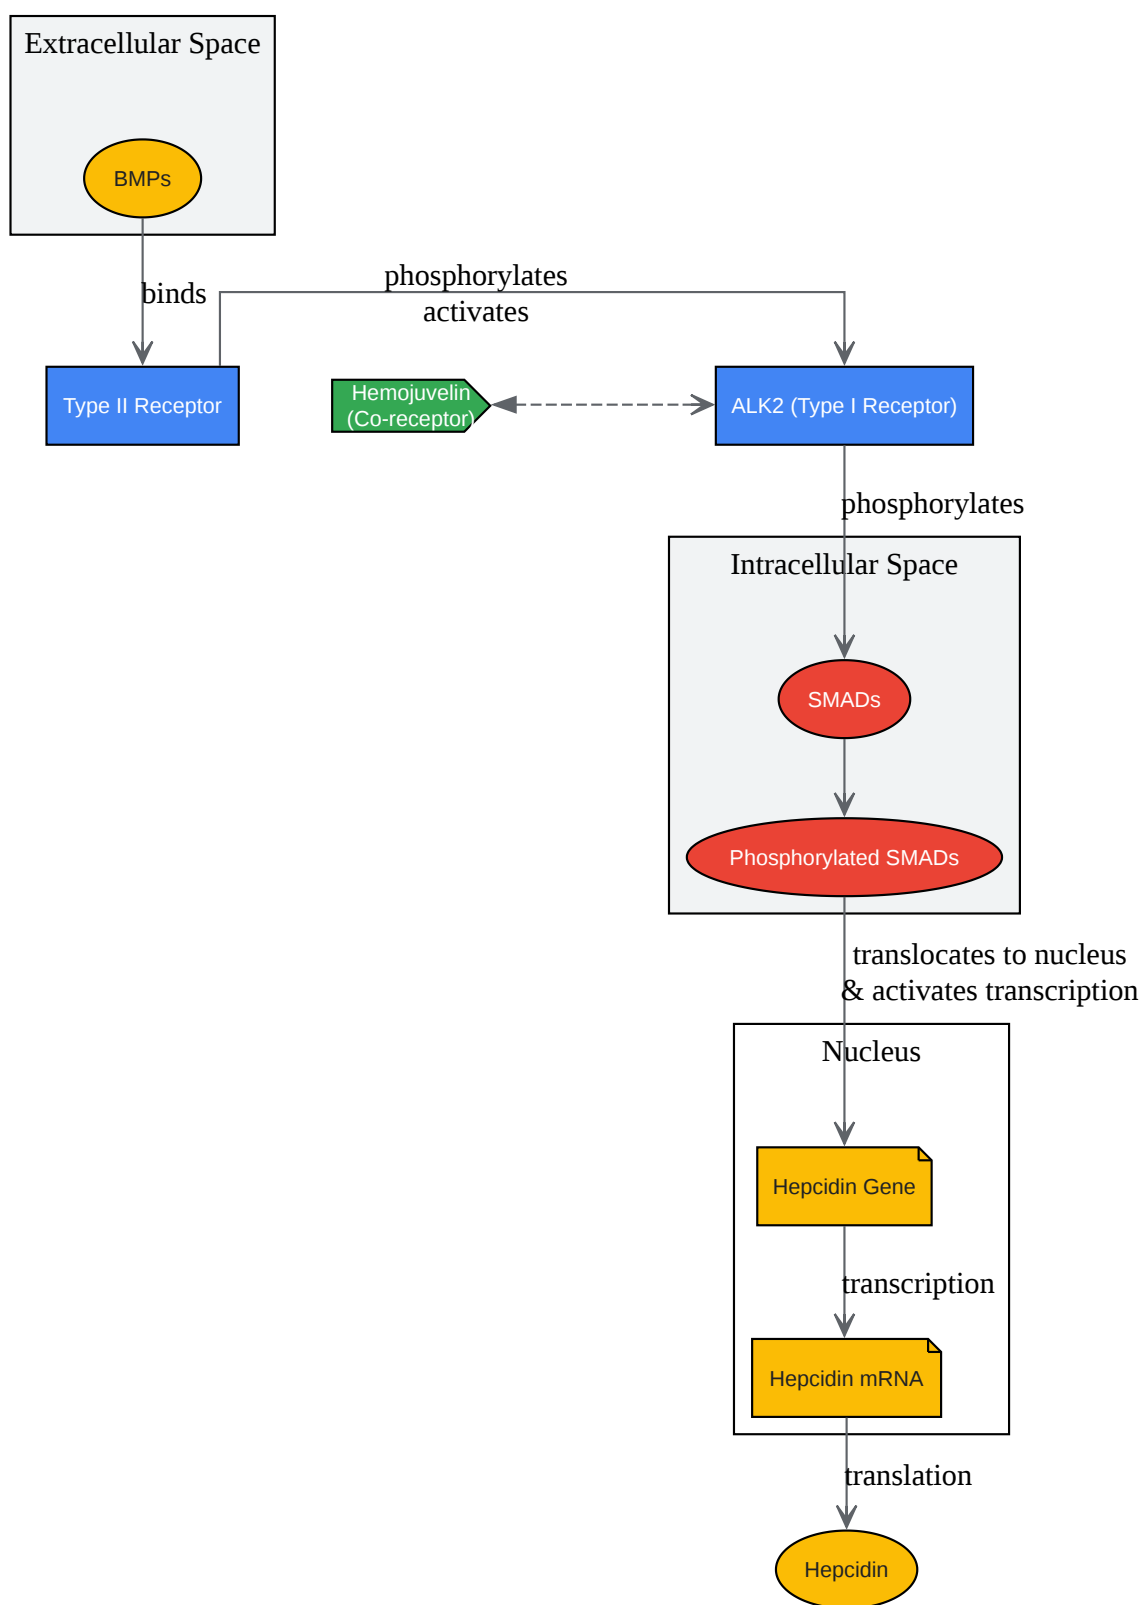 Extracellular Space
BMPs
binds
phosphorylates
activates
Type II Receptor
Hemojuvelin
(Co-receptor)
ALK2 (Type I Receptor)
phosphorylates
Intracellular Space
SMADs
Phosphorylated SMADs
translocates to nucleus
& activates transcription
Nucleus
Hepcidin Gene
transcription
Hepcidin mRNA
translation
Hepcidin